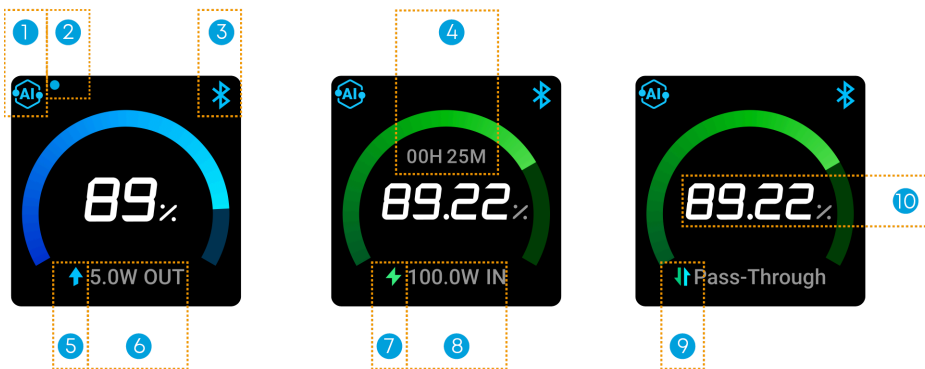 1 2 3 4
AI
AI
AI
00H 25M
89%
89.22%
89.22%
10
5.0W OUT
100.0W IN
Pass-Through
5 6 7 8 9